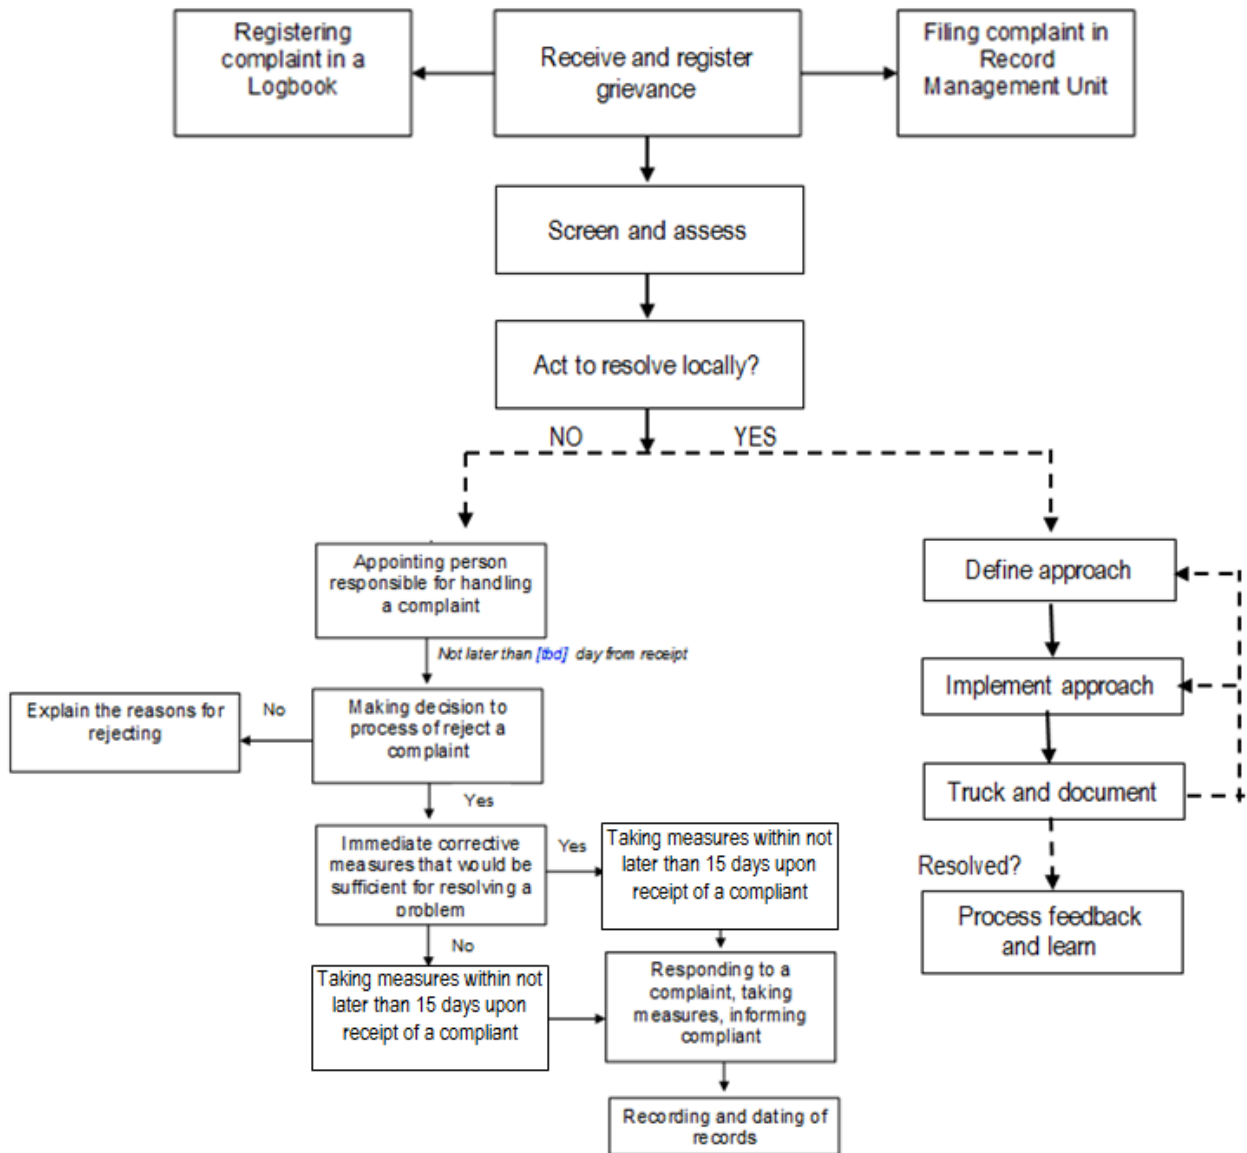 Registering
complaint in a
Logbook
Receive and register
grievance
Filing complaint in
Record
Management Unit
Screen and assess
Act to resolve locally?
NO
YES
Appointing person
responsible for handling
a complaint
Define approach
Not later than [tbd] day from receipt
Implement approach
Explain the reasons for
rejecting
No
Making decision to
process of reject a
complaint
Truck and document
Yes
Immediate corrective
measures that would be
sufficient for resolving a
problem
Yes
Taking measures within not
later than 15 days upon
receipt of a compliant
Resolved?
Process feedback
and learn
No
Taking measures within not
later than 15 days upon
receipt of a compliant
Responding to a
complaint, taking
measures, informing
compliant
Recording and dating of
records